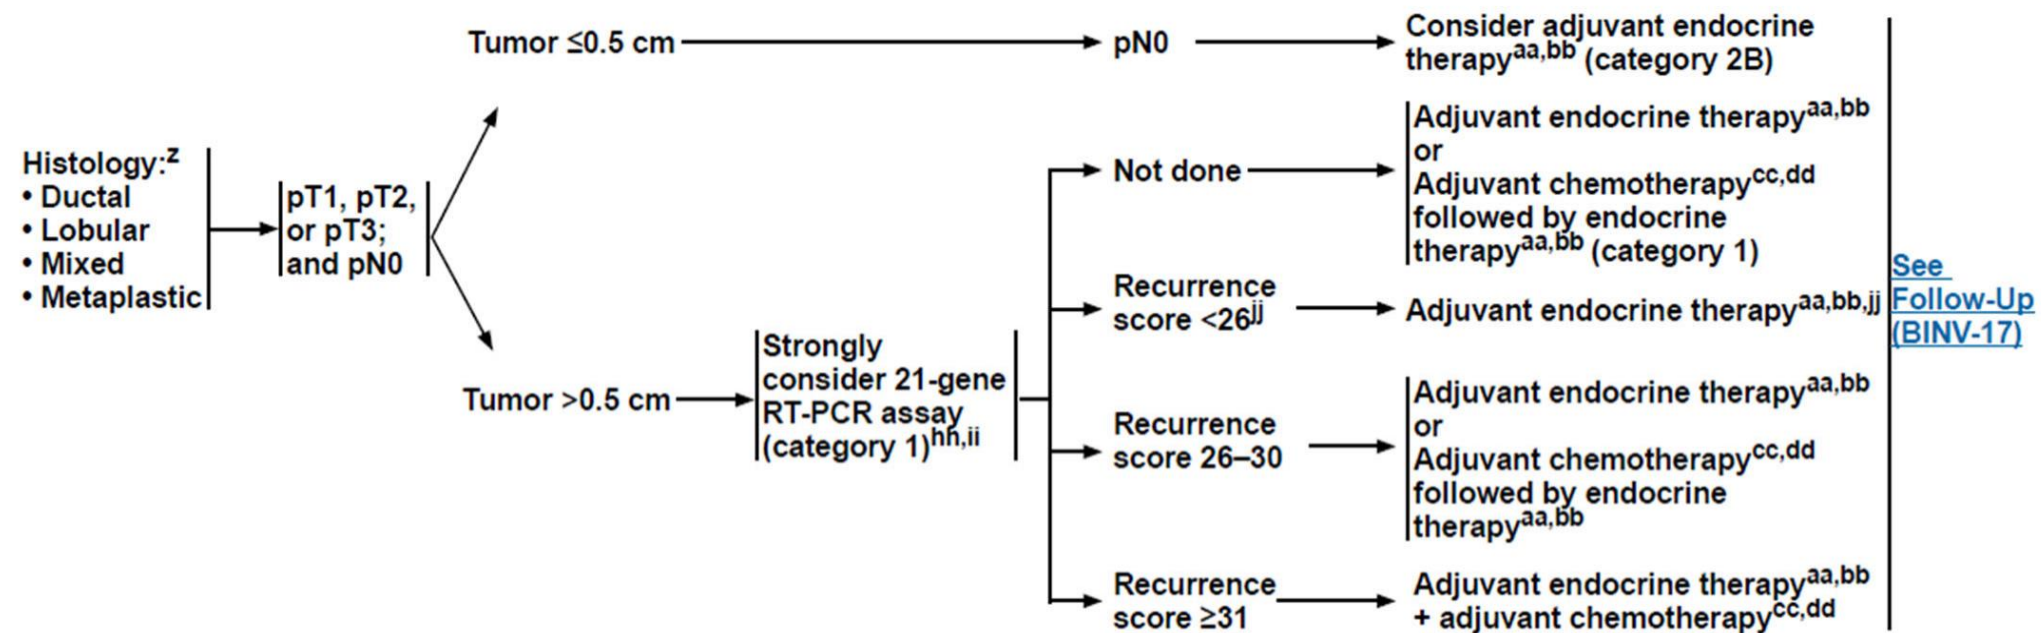 Histology:z
• Ductal
• Lobular
• Mixed
• Metaplastic
pT1, pT2,
or pT3;
and pN0
Tumor ≤0.5 cm
pN0
Consider adjuvant endocrine
therapyaa,bb (category 2B)
Tumor >0.5 cm
Strongly
consider 21-gene
RT-PCR assay
(category 1)hh,ii
Not done
Adjuvant endocrine therapyaa,bb
or
Adjuvant chemotherapycc,dd
followed by endocrine
therapyaa,bb (category 1)
Recurrence
score <26jj
Adjuvant endocrine therapyaa,bb,jj
Recurrence
score 26–30
Adjuvant endocrine therapyaa,bb
or
Adjuvant chemotherapycc,dd
followed by endocrine
therapyaa,bb
Recurrence
score ≥31
Adjuvant endocrine therapyaa,bb
+ adjuvant chemotherapycc,dd
See
Follow-Up
(BINV-17)